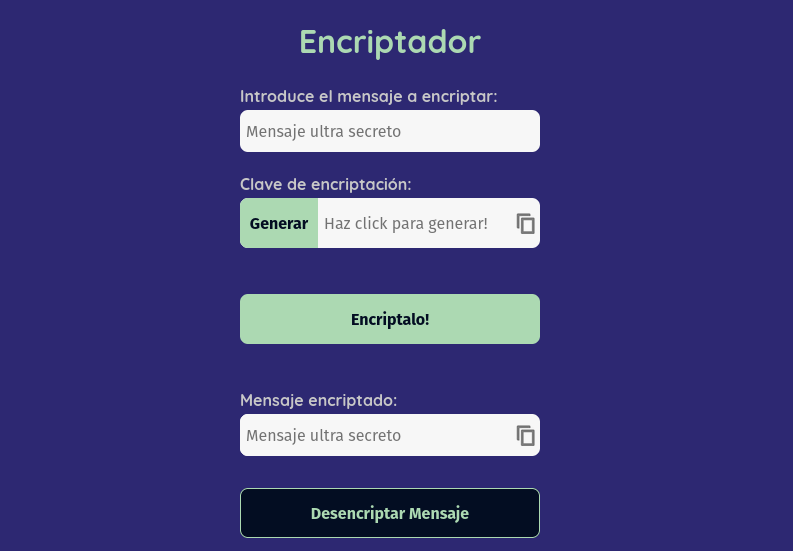 Encriptador
Introduce el mensaje a encriptar:
Mensaje ultra secreto
Clave de encriptación:
Generar Haz click para generar!
Encriptalo!
Mensaje encriptado:
Mensaje ultra secreto
Desencriptar Mensaje